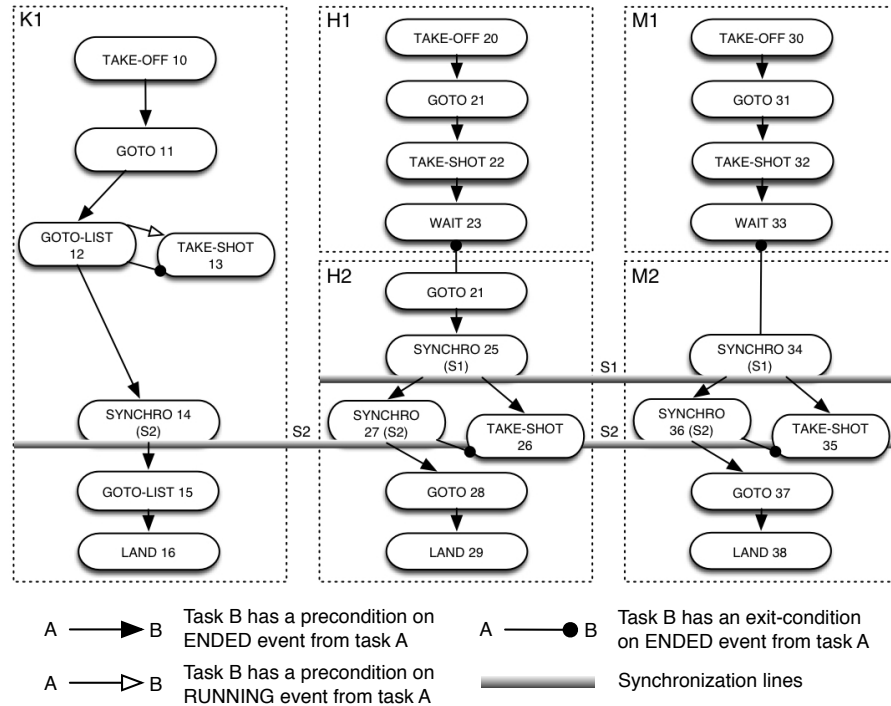 K1
TAKE-OFF 10
GOTO 11
GOTO-LIST
12
TAKE-SHOT
13
SYNCHRO 14
(S2)
GOTO-LIST 15
LAND 16
H1
TAKE-OFF 20
GOTO 21
TAKE-SHOT 22
WAIT 23
H2
GOTO 21
SYNCHRO 25
(S1)
S1
SYNCHRO
27 (S2)
TAKE-SHOT
26
S2
S2
GOTO 28
LAND 29
M1
TAKE-OFF 30
GOTO 31
TAKE-SHOT 32
WAIT 33
M2
SYNCHRO 34
(S1)
SYNCHRO
36 (S2)
TAKE-SHOT
35
GOTO 37
LAND 38
A B Task B has a precondition on
ENDED event from task A
A B Task B has a precondition on
RUNNING event from task A
A B Task B has an exit-condition
on ENDED event from task A
Synchronization lines